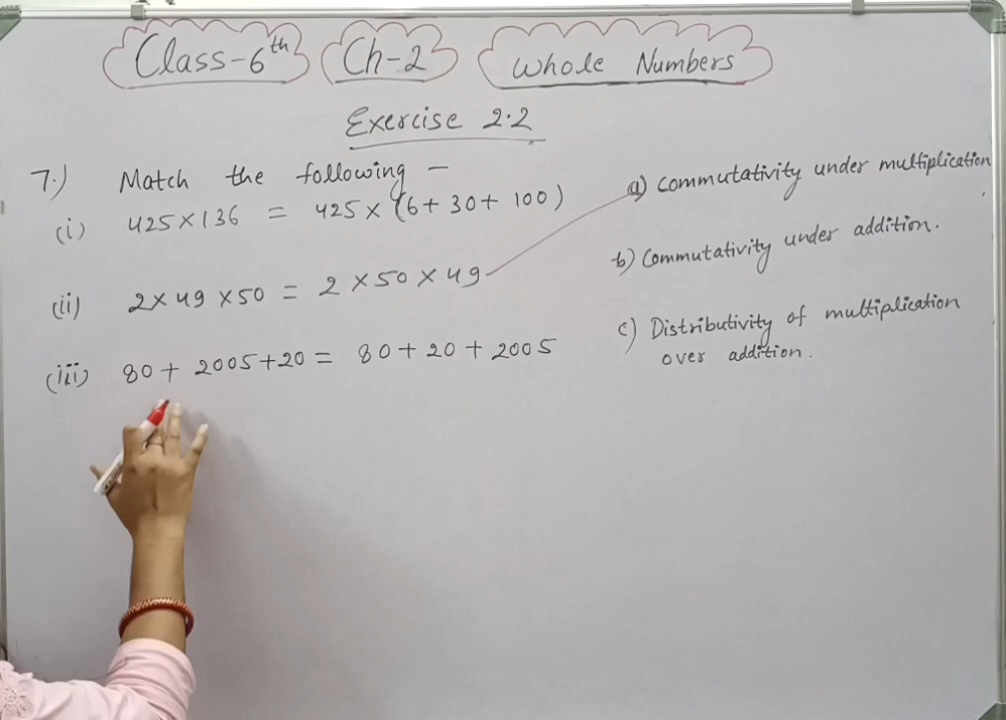 Class-6th Ch-2 Whole Numbers
Exercise 2.2
7.) Match the following -
(i) 425×136 = 425×(6+30+100)
a) Commutativity under multiplication
(ii) 2×49×50 = 2×50×49
b) Commutativity under addition.
(iii) 80+2005+20 = 80+20+2005
c) Distributivity of multiplication
over addition.